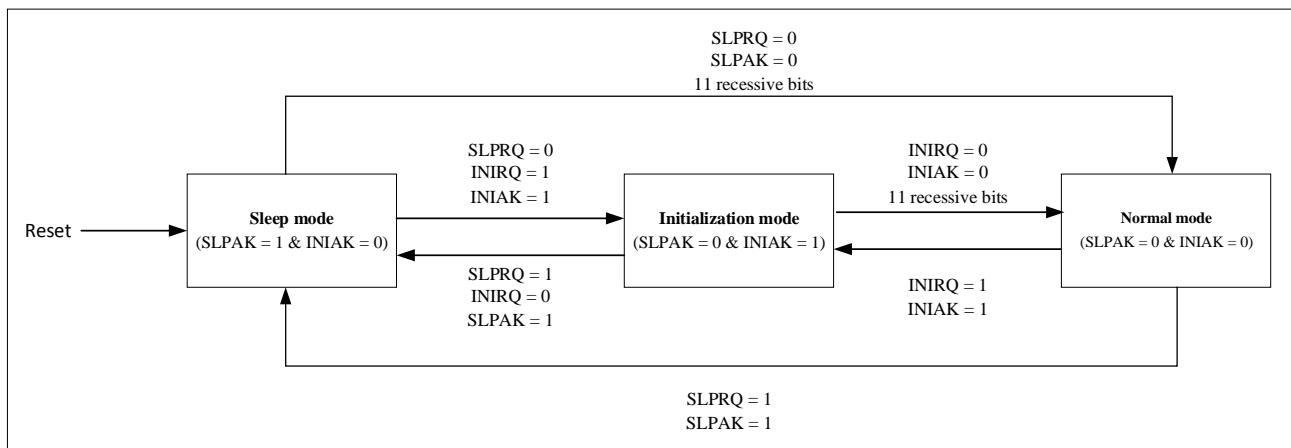 SLPRQ = 0
SLPAK = 0
11 recessive bits
SLPRQ = 0
INIRQ = 1
INIAK = 1
INIRQ = 0
INIAK = 0
11 recessive bits
Reset
Sleep mode
(SLPAK = 1 & INIAK = 0)
Initialization mode
(SLPAK = 0 & INIAK = 1)
Normal mode
(SLPAK = 0 & INIAK = 0)
SLPRQ = 1
INIRQ = 0
SLPAK = 1
INIRQ = 1
INIAK = 1
SLPRQ = 1
SLPAK = 1